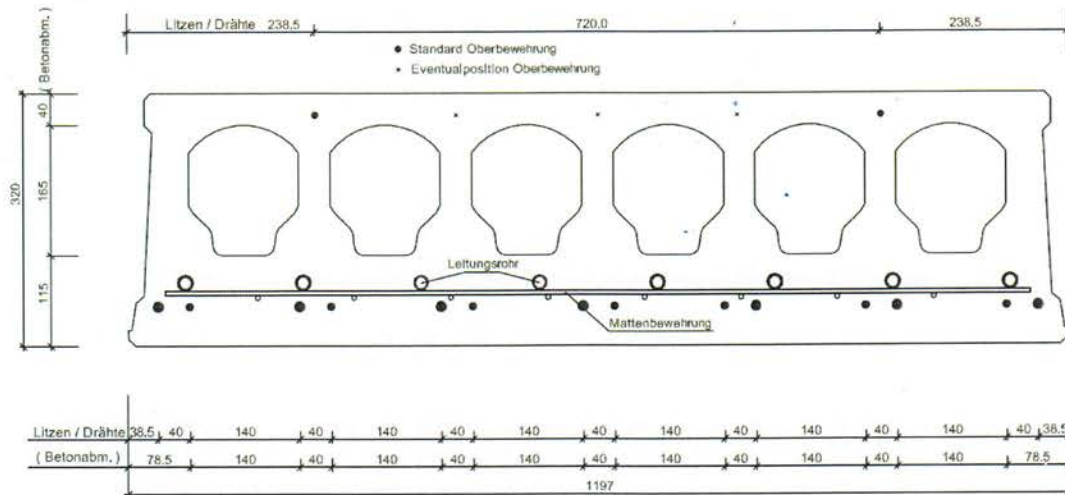 Litzen / Drähte 238.5 720.0 238.5
Standard Oberbewehrung
Eventualposition Oberbewehrung
( Betonabm. )
40
165
320
115
Leitungsrohr
Mattenbewehrung
Litzen / Drähte 38.5 40 140 40 140 40 140 40 140 40 140 40 140 40 38.5
( Betonabm. ) 78.5 140 40 140 40 140 40 140 40 140 40 140 78.5
1197